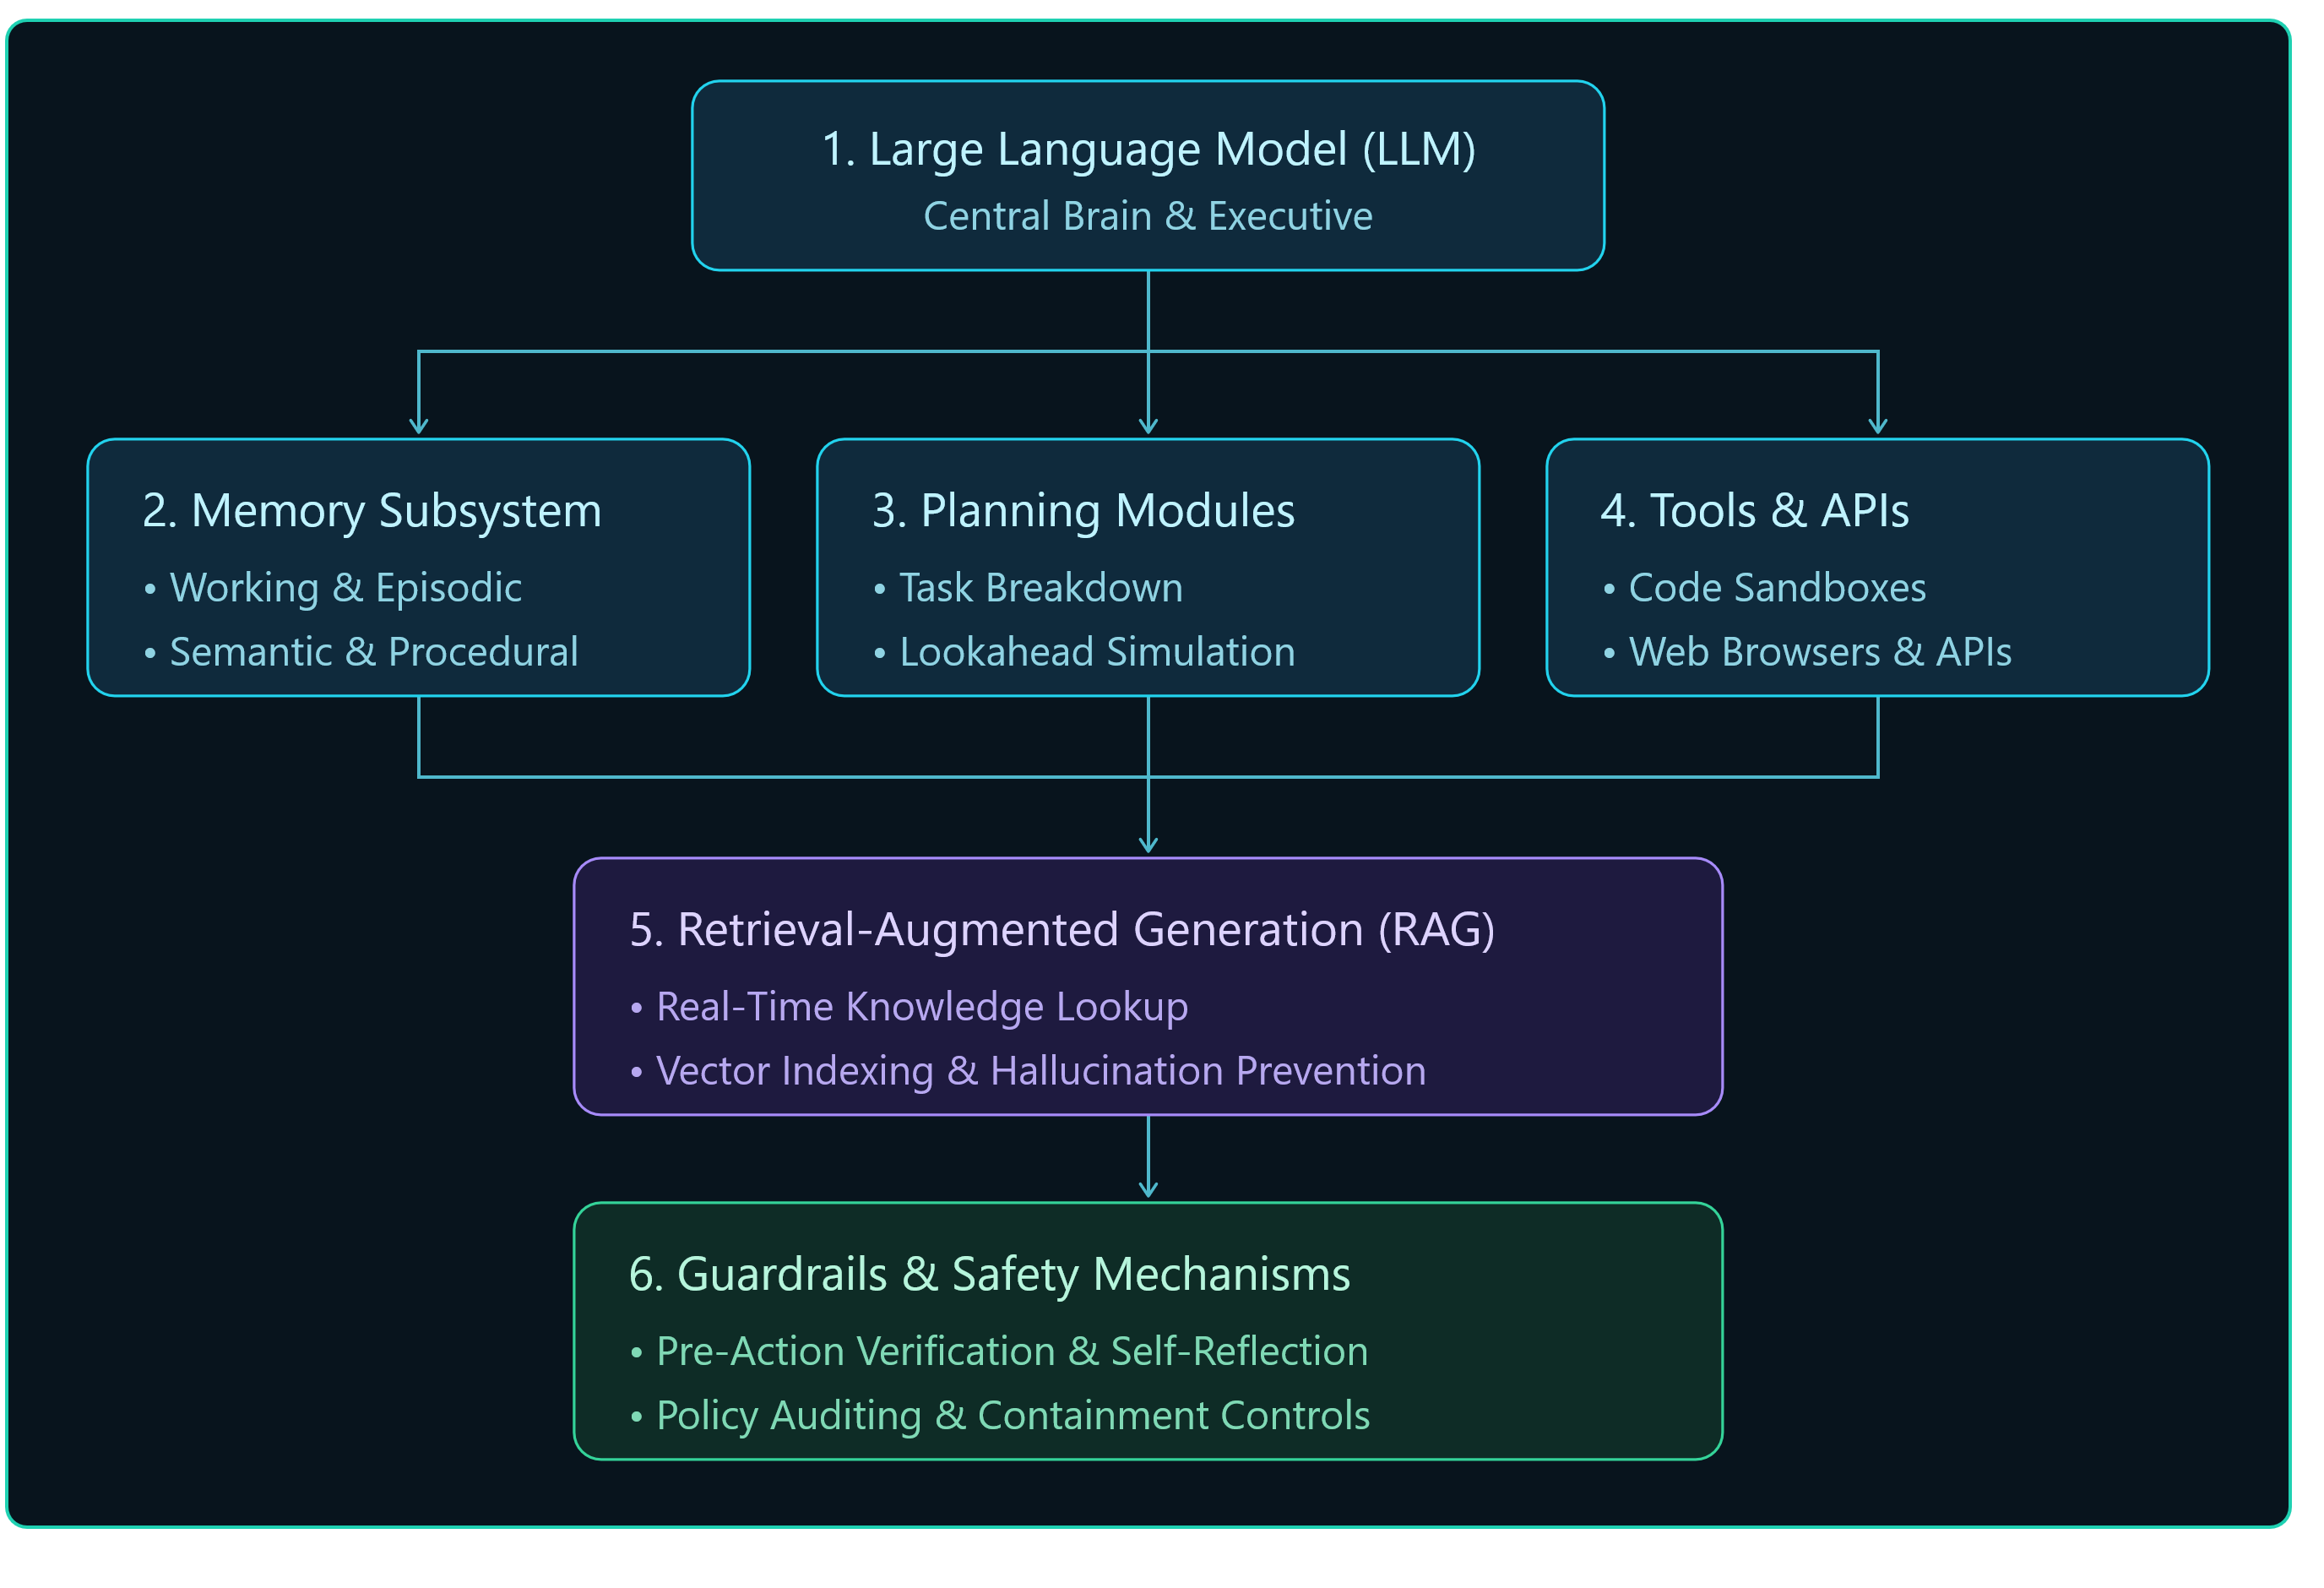 1. Large Language Model (LLM)
Central Brain & Executive
2. Memory Subsystem
• Working & Episodic
• Semantic & Procedural
3. Planning Modules
• Task Breakdown
• Lookahead Simulation
4. Tools & APIs
• Code Sandboxes
• Web Browsers & APIs
5. Retrieval-Augmented Generation (RAG)
• Real-Time Knowledge Lookup
• Vector Indexing & Hallucination Prevention
6. Guardrails & Safety Mechanisms
• Pre-Action Verification & Self-Reflection
• Policy Auditing & Containment Controls